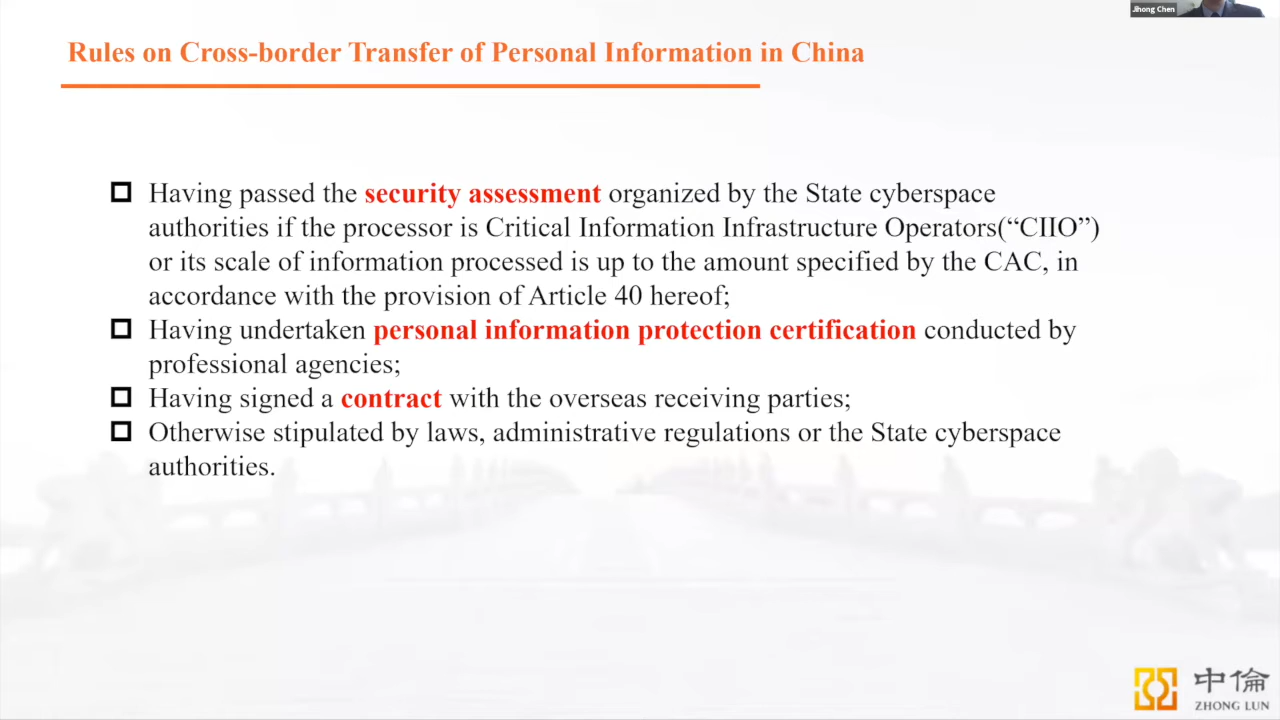 Jihong Chen
Rules on Cross-border Transfer of Personal Information in China
Having passed the security assessment organized by the State cyberspace
authorities if the processor is Critical Information Infrastructure Operators(“CIIO”)
or its scale of information processed is up to the amount specified by the CAC, in
accordance with the provision of Article 40 hereof;
Having undertaken personal information protection certification conducted by
professional agencies;
Having signed a contract with the overseas receiving parties;
Otherwise stipulated by laws, administrative regulations or the State cyberspace
authorities.
中倫
ZHONG LUN